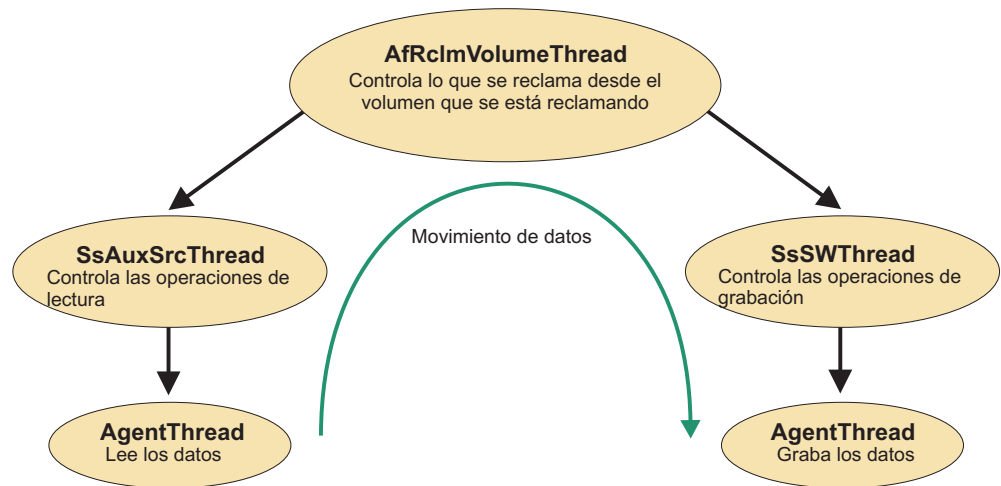 AfRclmVolumeThread
Controla lo que se reclama desde el
volumen que se está reclamando
Movimiento de datos
SsAuxSrcThread
Controla las operaciones de
lectura
SsSWThread
Controla las operaciones de
grabación
AgentThread
Lee los datos
AgentThread
Graba los datos